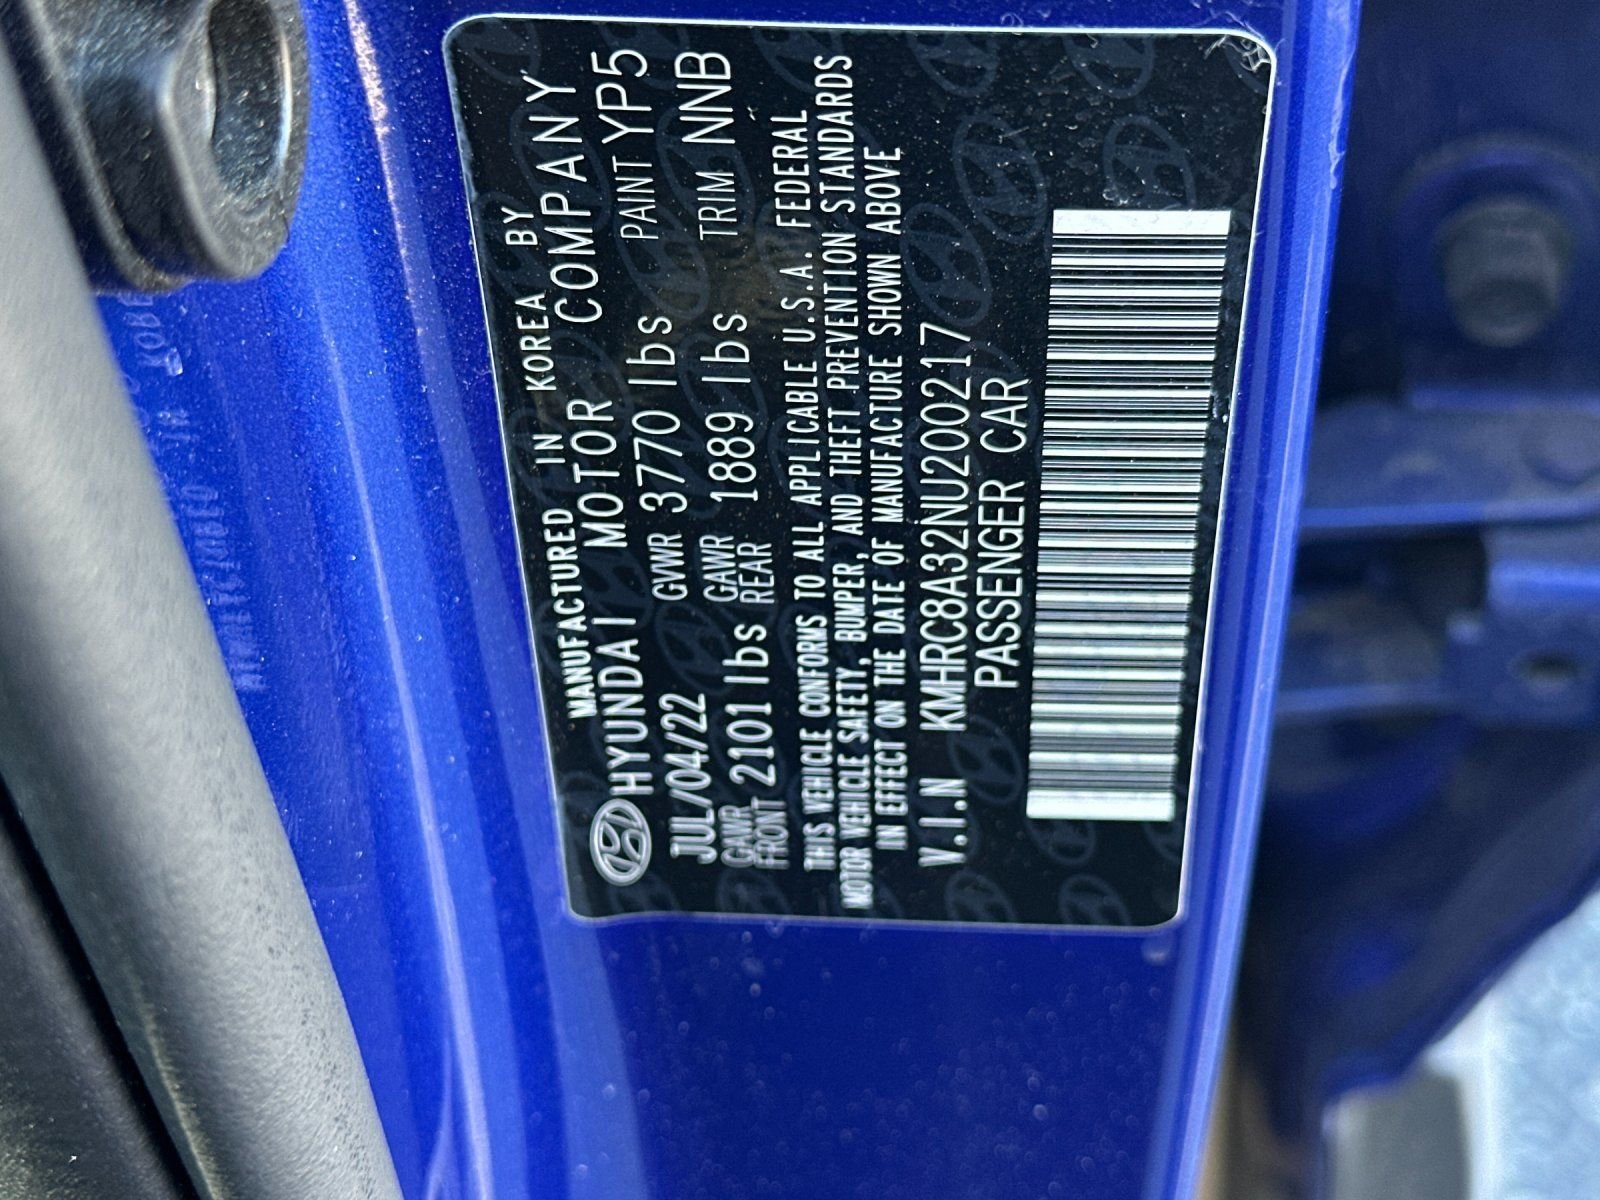 MANUFACTURED IN KOREA BY
HYUNDAI MOTOR COMPANY
JUL/04/22 GVWR 3770 lbs PAINT YP5
GAWR FRONT 2101 lbs GAWR REAR 1889 lbs TRIM NNB
THIS VEHICLE CONFORMS TO ALL APPLICABLE U.S.A. FEDERAL
MOTOR VEHICLE SAFETY, BUMPER, AND THEFT PREVENTION STANDARDS
IN EFFECT ON THE DATE OF MANUFACTURE SHOWN ABOVE
V.I.N KMHRC8A32NU200217
PASSENGER CAR